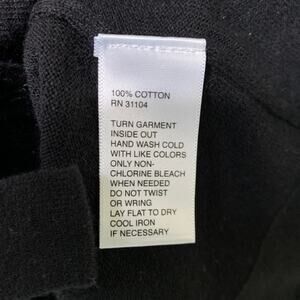 100% COTTON
RN 31104
TURN GARMENT
INSIDE OUT
HAND WASH COLD
WITH LIKE COLORS
ONLY NON-
CHLORINE BLEACH
WHEN NEEDED
DO NOT TWIST
OR WRING
LAY FLAT TO DRY
COOL IRON
IF NECESSARY